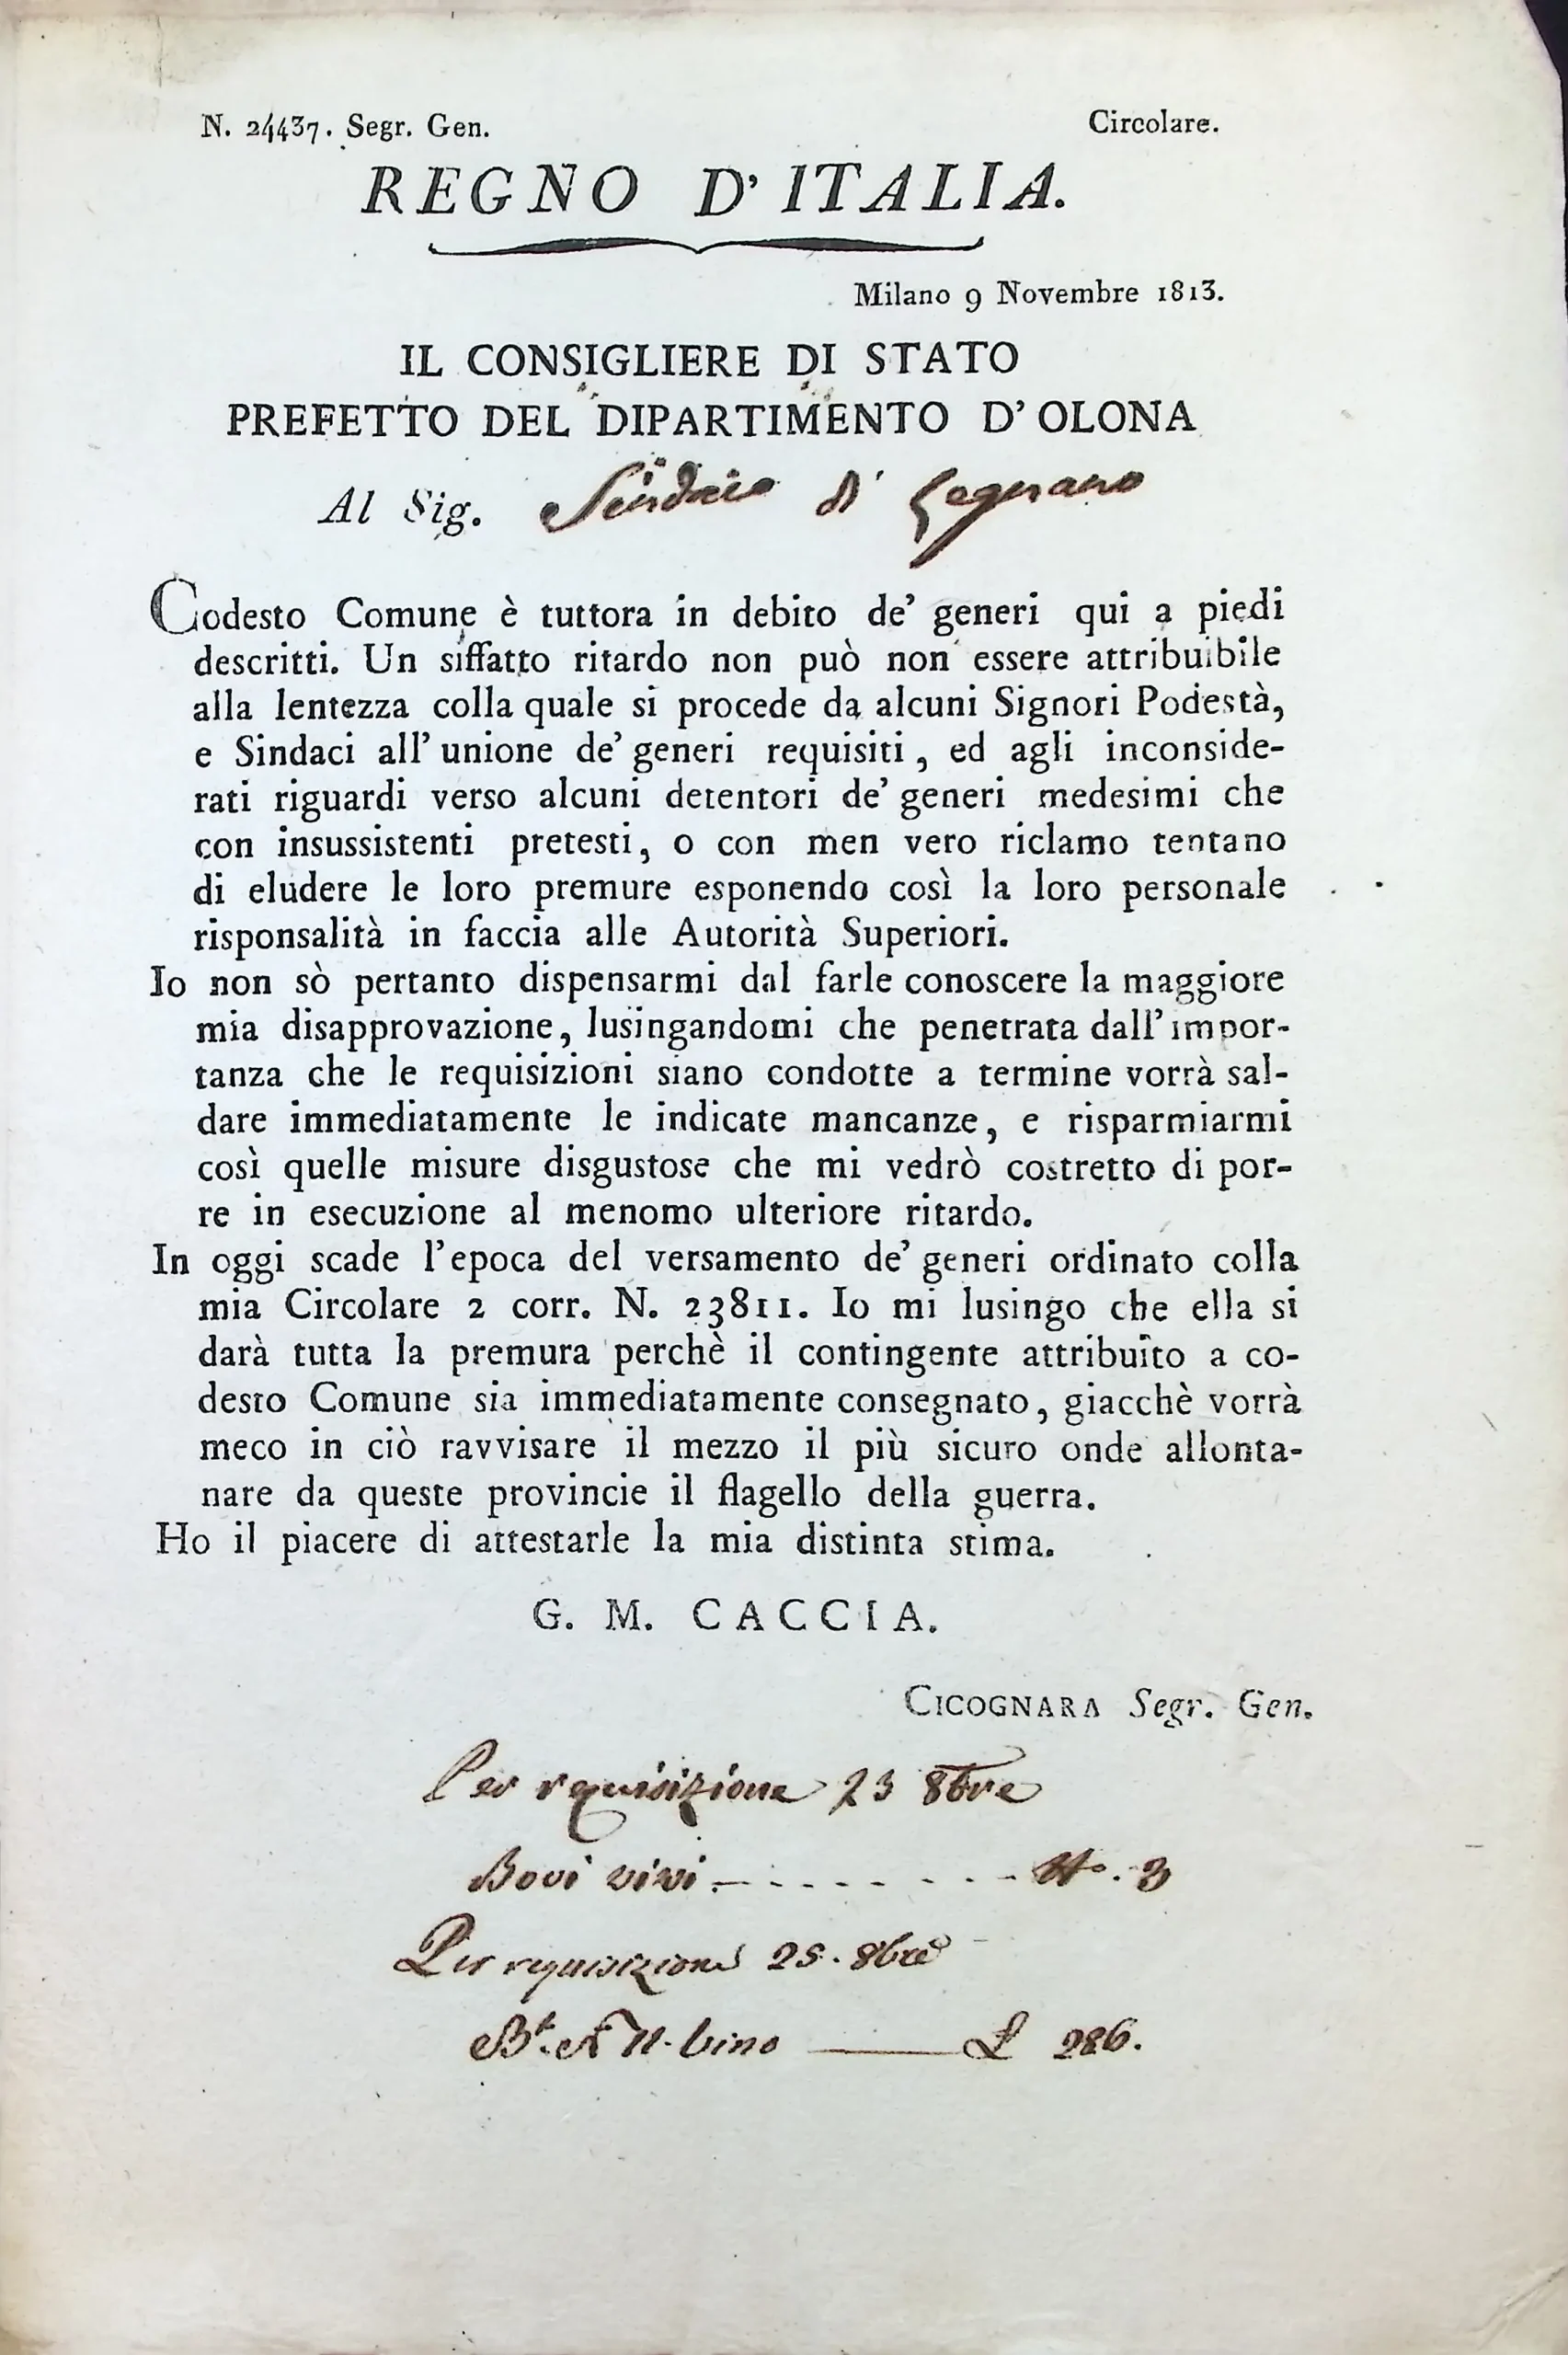 N. 24437. Segr. Gen.
Circolare.
REGNO D'ITALIA.
Milano 9 Novembre 1813.
IL CONSIGLIERE DI STATO
PREFETTO DEL DIPARTIMENTO D'OLONA
Al Sig. Sindaco di Legnano
Codesto Comune è tuttora in debito de' generi qui a piedi
descritti. Un siffatto ritardo non può non essere attribuibile
alla lentezza colla quale si procede da alcuni Signori Podestà,
e Sindaci all' unione de' generi requisiti, ed agli inconside-
rati riguardi verso alcuni detentori de' generi medesimi che
con insussistenti pretesti, o con men vero riclamo tentano
di eludere le loro premure esponendo così la loro personale
risponsalità in faccia alle Autorità Superiori.
Io non sò pertanto dispensarmi dal farle conoscere la maggiore
mia disapprovazione, lusingandomi che penetrata dall' impor-
tanza che le requisizioni siano condotte a termine vorrà sal-
dare immediatamente le indicate mancanze, e risparmiarmi
così quelle misure disgustose che mi vedrò costretto di por-
re in esecuzione al menomo ulteriore ritardo.
In oggi scade l'epoca del versamento de' generi ordinato colla
mia Circolare 2 corr. N. 23811. Io mi lusingo che ella si
darà tutta la premura perchè il contingente attribuito a co-
desto Comune sia immediatamente consegnato, giacchè vorrà
meco in ciò ravvisare il mezzo il più sicuro onde allonta-
nare da queste provincie il flagello della guerra.
Ho il piacere di attestarle la mia distinta stima.
G. M. CACCIA.
CICOGNARA Segr. Gen.
Per requisizione 23 8bre
Bovi vivi . - . . . . . . . . N°. 3
Per requisizione 25. 8bre
vino £ 286.